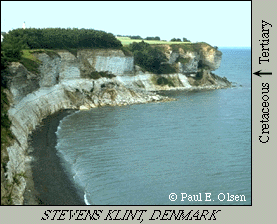 Cretaceous
Tertiary
© Paul E. Olsen
STEVENS KLINT, DENMARK